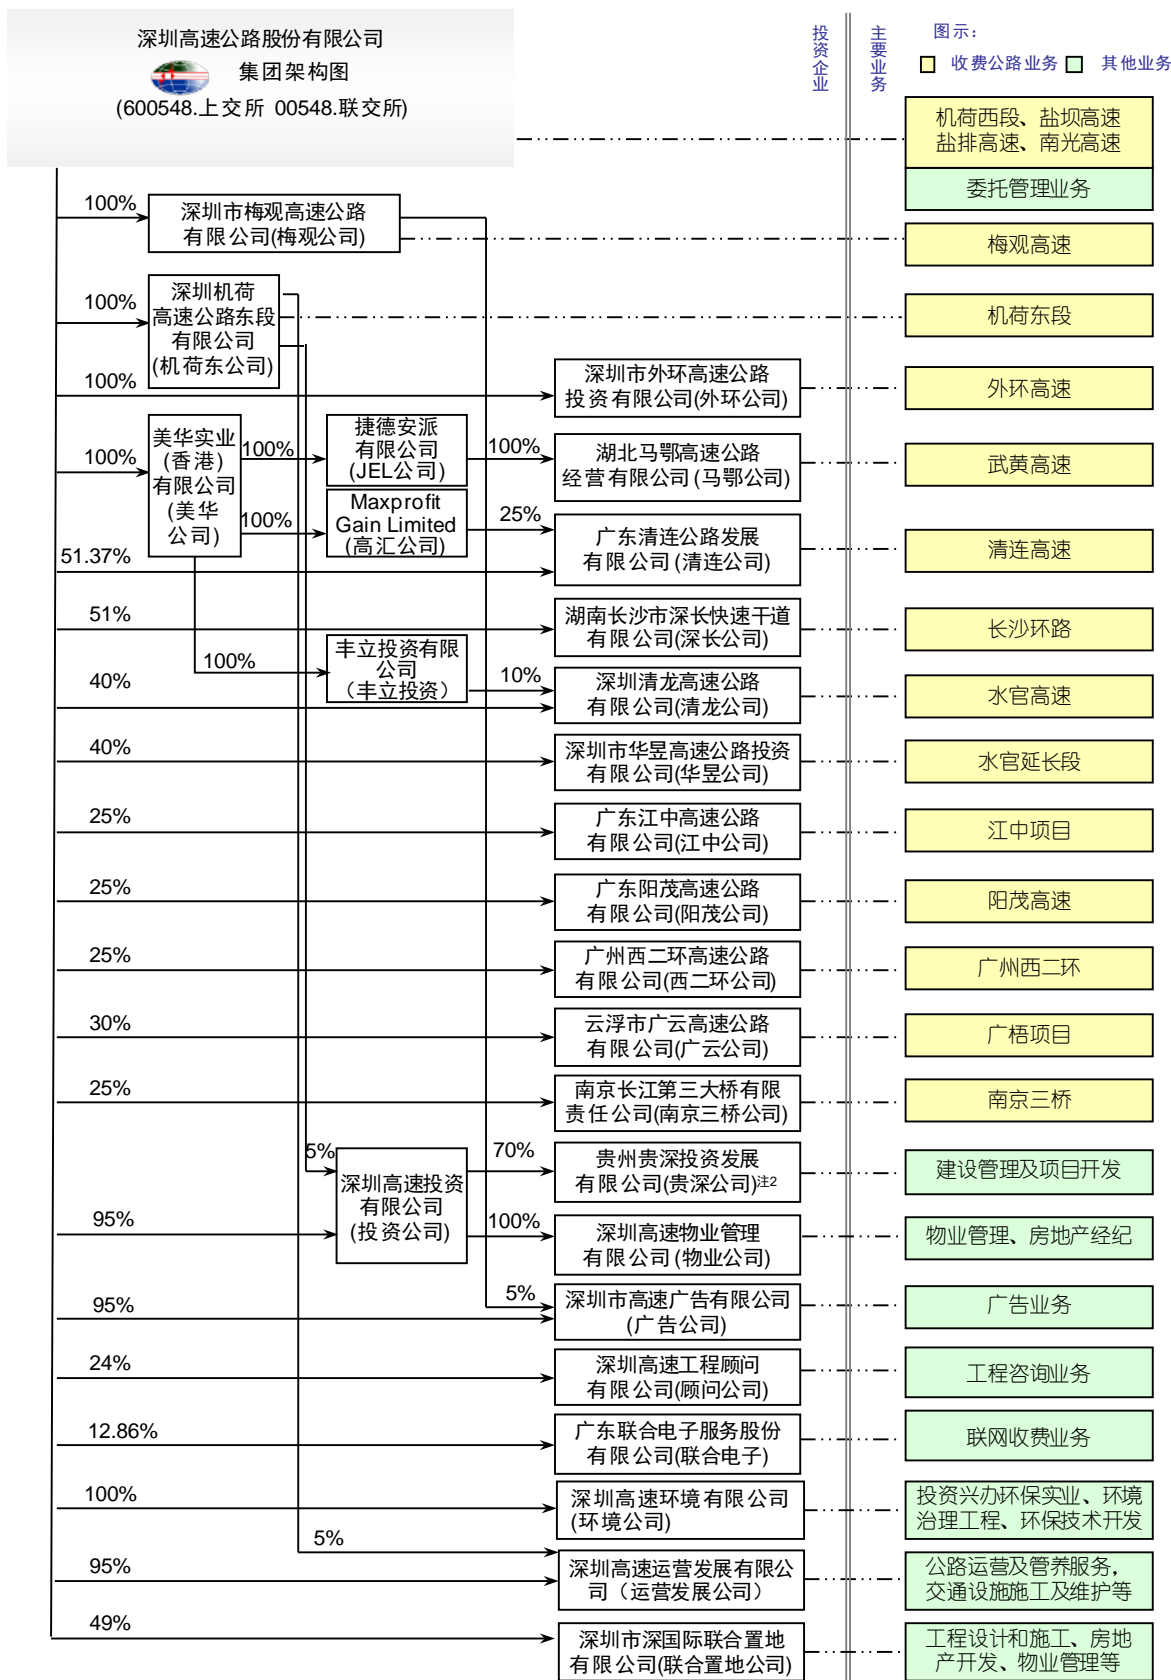 深圳高速公路股份有限公司
集团架构图
(600548.上交所 00548.联交所)
投资企业
主要业务
图示：
收费公路业务
其他业务
机荷西段、盐坝高速
盐排高速、南光高速
委托管理业务
100%
深圳市梅观高速公路
有限公司(梅观公司)
梅观高速
100%
深圳机荷
高速公路东段
有限公司
(机荷东公司)
机荷东段
100%
深圳市外环高速公路
投资有限公司(外环公司)
外环高速
100%
美华实业
(香港)
有限公司
(美华
公司)
100%
捷德安派
有限公司
(JEL公司)
100%
湖北马鄂高速公路
经营有限公司(马鄂公司)
武黄高速
100%
Maxprofit
Gain Limited
(高汇公司)
25%
51.37%
广东清连公路发展
有限公司(清连公司)
清连高速
51%
湖南长沙市深长快速干道
有限公司(深长公司)
长沙环路
100%
丰立投资有限
公司
（丰立投资）
10%
40%
深圳清龙高速公路
有限公司(清龙公司)
水官高速
40%
深圳市华昱高速公路投资
有限公司(华昱公司)
水官延长段
25%
广东江中高速公路
有限公司(江中公司)
江中项目
25%
广东阳茂高速公路
有限公司(阳茂公司)
阳茂高速
25%
广州西二环高速公路
有限公司(西二环公司)
广州西二环
30%
云浮市广云高速公路
有限公司(广云公司)
广梧项目
25%
南京长江第三大桥有限
责任公司(南京三桥公司)
南京三桥
5%
95%
深圳高速投资
有限公司
(投资公司)
70%
贵州贵深投资发展
有限公司(贵深公司)注2
建设管理及项目开发
100%
深圳高速物业管理
有限公司(物业公司)
物业管理、房地产经纪
5%
95%
深圳市高速广告有限公司
(广告公司)
广告业务
24%
深圳高速工程顾问
有限公司(顾问公司)
工程咨询业务
12.86%
广东联合电子服务股份
有限公司(联合电子)
联网收费业务
100%
深圳高速环境有限公司
(环境公司)
投资兴办环保实业、环境
治理工程、环保技术开发
5%
95%
深圳高速运营发展有限公
司（运营发展公司）
公路运营及管养服务，
交通设施施工及维护等
49%
深圳市深国际联合置地
有限公司(联合置地公司)
工程设计和施工、房地
产开发、物业管理等